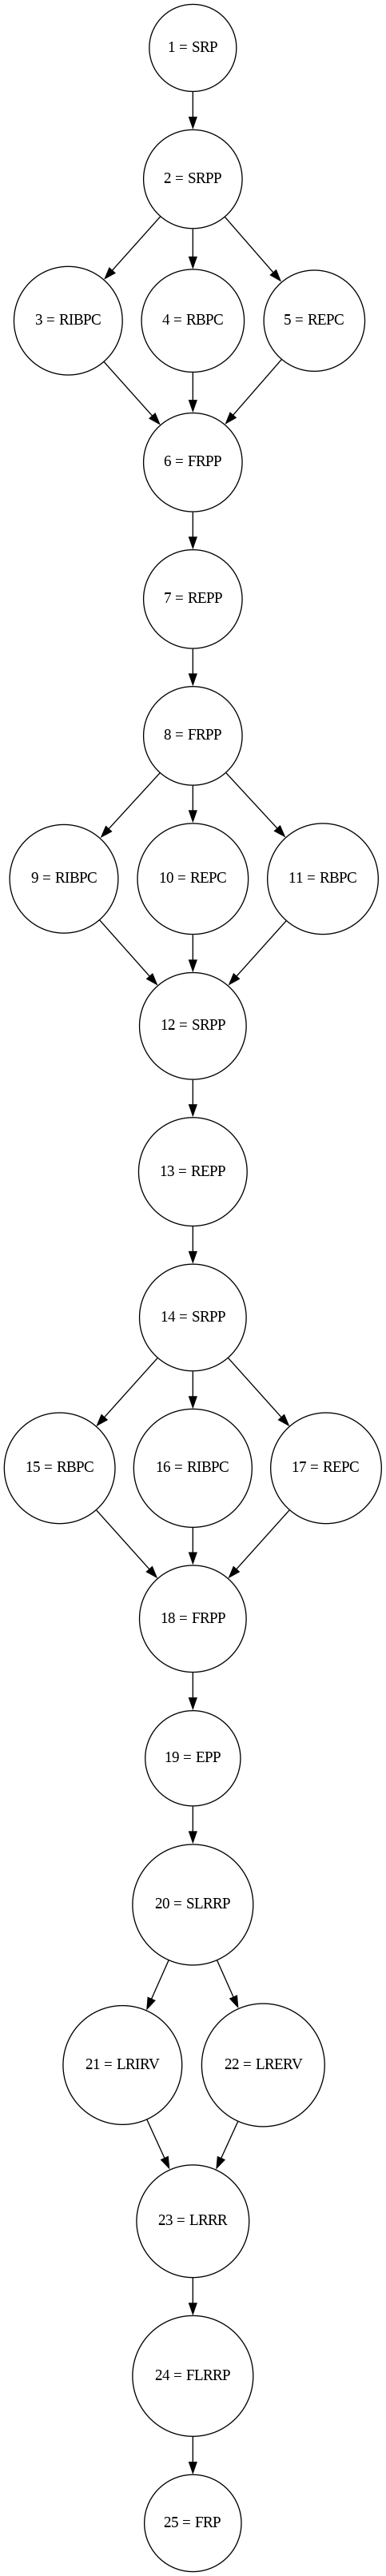 1 = SRP
2 = SRPP
3 = RIBPC
4 = RBPC
5 = REPC
6 = FRPP
7 = REPP
8 = FRPP
9 = RIBPC
10 = REPC
11 = RBPC
12 = SRPP
13 = REPP
14 = SRPP
15 = RBPC
16 = RIBPC
17 = REPC
18 = FRPP
19 = EPP
20 = SLRRP
21 = LRIRV
22 = LRERV
23 = LRRR
24 = FLRRP
25 = FRP